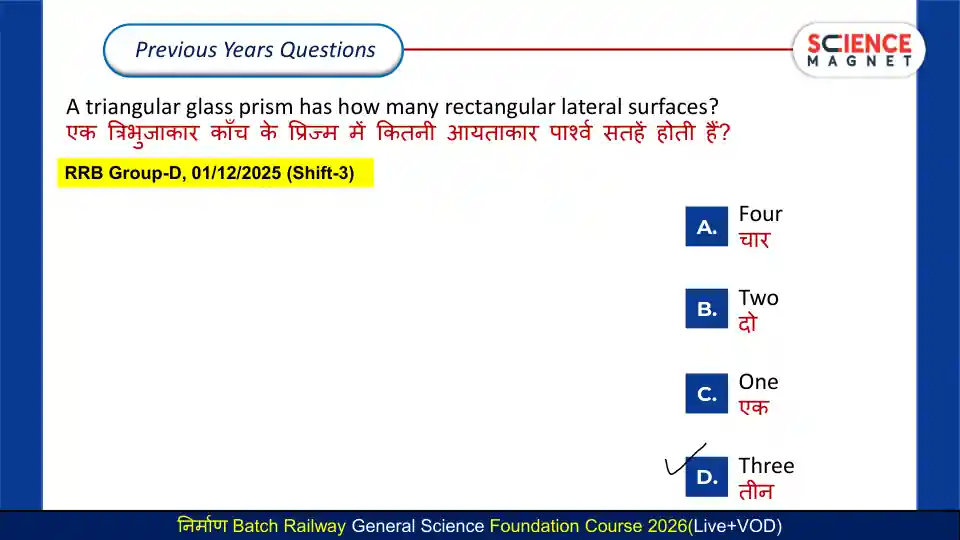 Previous Years Questions
SCIENCE
MAGNET
A triangular glass prism has how many rectangular lateral surfaces?
एक त्रिभुजाकार काँच के प्रिज्म में कितनी आयताकार पार्श्व सतहें होती हैं?
RRB Group-D, 01/12/2025 (Shift-3)
A. Four
चार
B. Two
दो
C. One
एक
D. Three
तीन
निर्माण Batch Railway General Science Foundation Course 2026(Live+VOD)